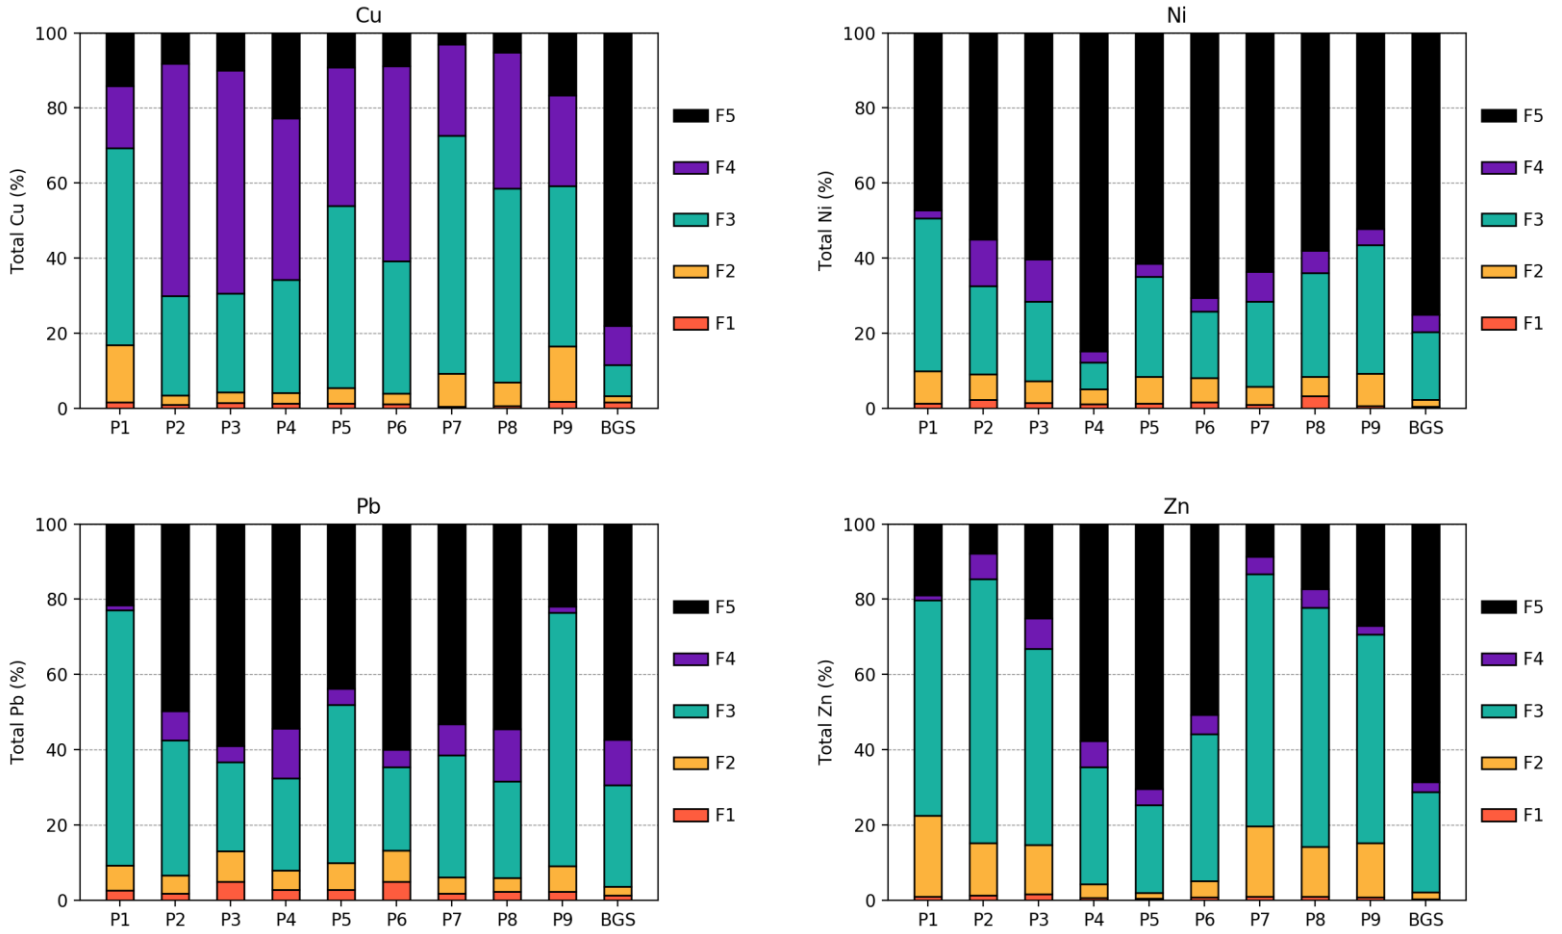 Cu
Total Cu (%)
100
80
60
40
20
0
P1 P2 P3 P4 P5 P6 P7 P8 P9 BGS
F5
F4
F3
F2
F1
Ni
Total Ni (%)
100
80
60
40
20
0
P1 P2 P3 P4 P5 P6 P7 P8 P9 BGS
F5
F4
F3
F2
F1
Pb
Total Pb (%)
100
80
60
40
20
0
P1 P2 P3 P4 P5 P6 P7 P8 P9 BGS
F5
F4
F3
F2
F1
Zn
Total Zn (%)
100
80
60
40
20
0
P1 P2 P3 P4 P5 P6 P7 P8 P9 BGS
F5
F4
F3
F2
F1